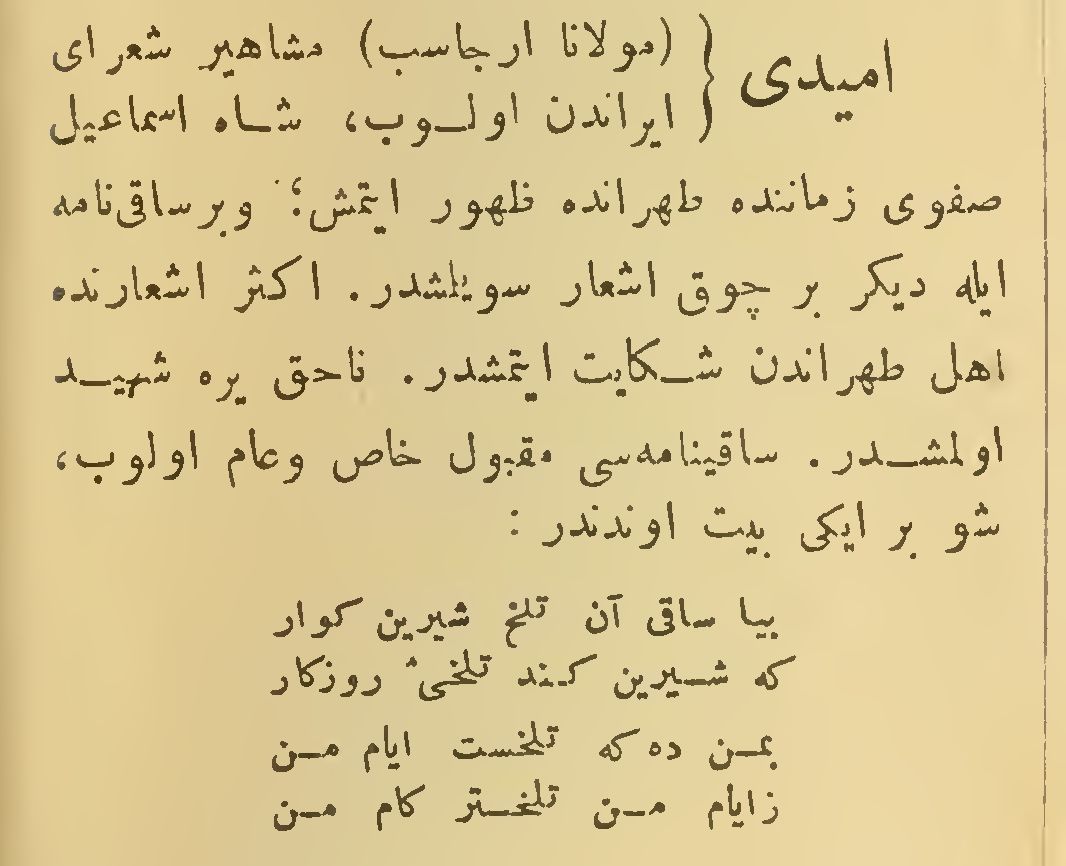 امیدی } (مولانا ارجاسب) مشاهیر شعرای
ایراندن اولوب، شاه اسماعیل
صفوی زماننده طهرانده ظهور ایتمش؛ وبر ساقی‌نامه
ایله دیکر بر چوق اشعار سویلمشدر. اکثر اشعارنده
اهل طهراندن شکایت ایتمشدر. ناحق یره شهید
اولمشدر. ساقینامه‌سی مقبول خاص وعام اولوب،
شو بر ایکی بیت اوندندر :
بیا ساقی آن تلخ شیرین کوار
که شیرین کند تلخیٔ روزکار
بمن ده که تلخست ایام من
زایام من تلختر کام من